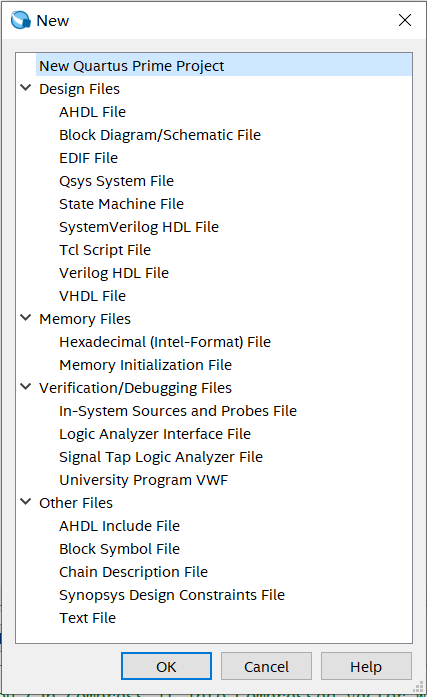 New
New Quartus Prime Project
Design Files
AHDL File
Block Diagram/Schematic File
EDIF File
Qsys System File
State Machine File
SystemVerilog HDL File
Tcl Script File
Verilog HDL File
VHDL File
Memory Files
Hexadecimal (Intel-Format) File
Memory Initialization File
Verification/Debugging Files
In-System Sources and Probes File
Logic Analyzer Interface File
Signal Tap Logic Analyzer File
University Program VWF
Other Files
AHDL Include File
Block Symbol File
Chain Description File
Synopsys Design Constraints File
Text File
OK
Cancel
Help